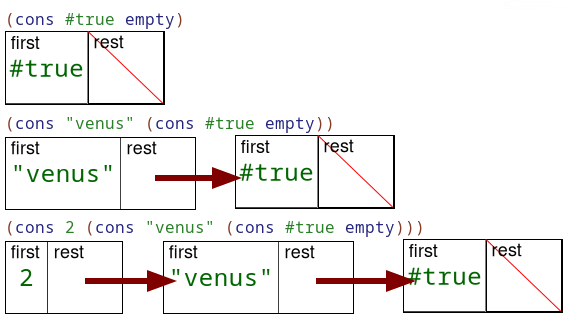 (cons #true empty)
first rest
#true
(cons "venus" (cons #true empty))
first rest first rest
"venus" #true
(cons 2 (cons "venus" (cons #true empty)))
first rest first rest first rest
2 "venus" #true